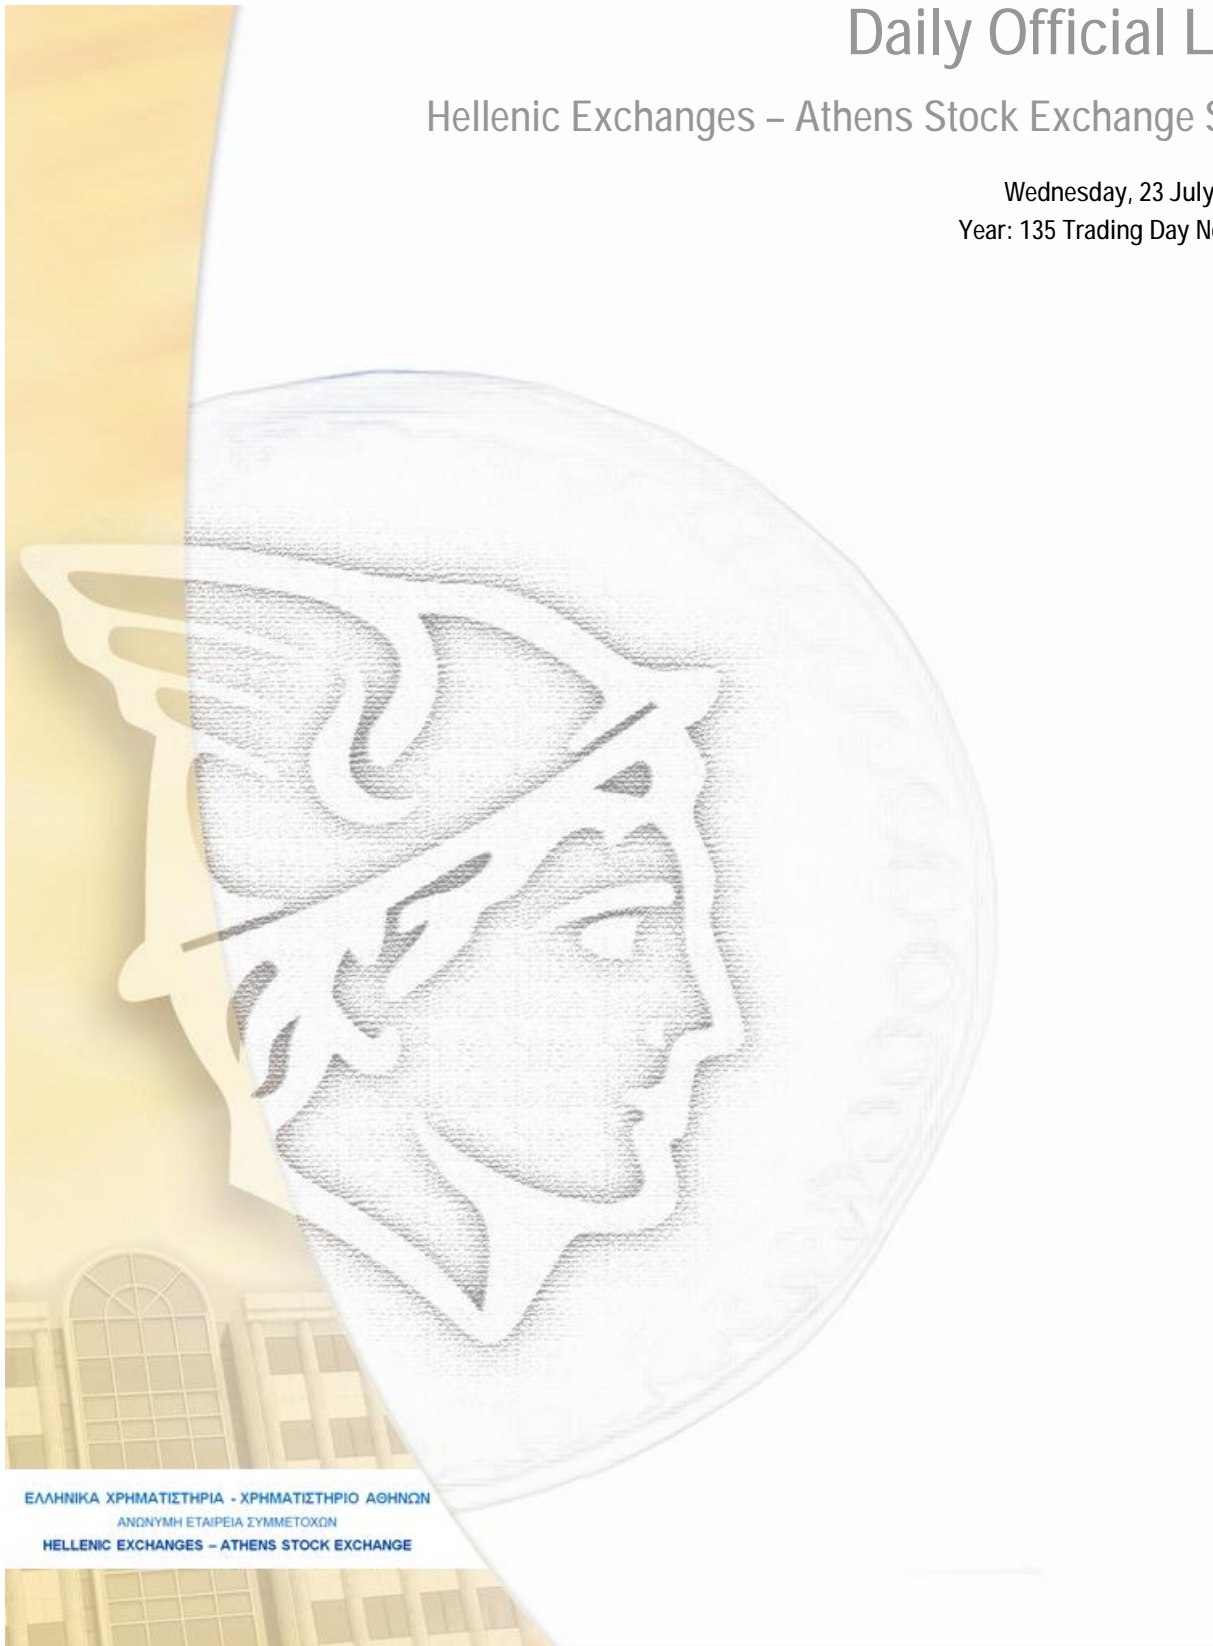 Daily Official L
Hellenic Exchanges – Athens Stock Exchange S
Wednesday, 23 July
Year: 135 Trading Day N
ΕΛΛΗΝΙΚΑ ΧΡΗΜΑΤΙΣΤΗΡΙΑ - ΧΡΗΜΑΤΙΣΤΗΡΙΟ ΑΘΗΝΩΝ
ΑΝΩΝΥΜΗ ΕΤΑΙΡΕΙΑ ΣΥΜΜΕΤΟΧΩΝ
HELLENIC EXCHANGES – ATHENS STOCK EXCHANGE